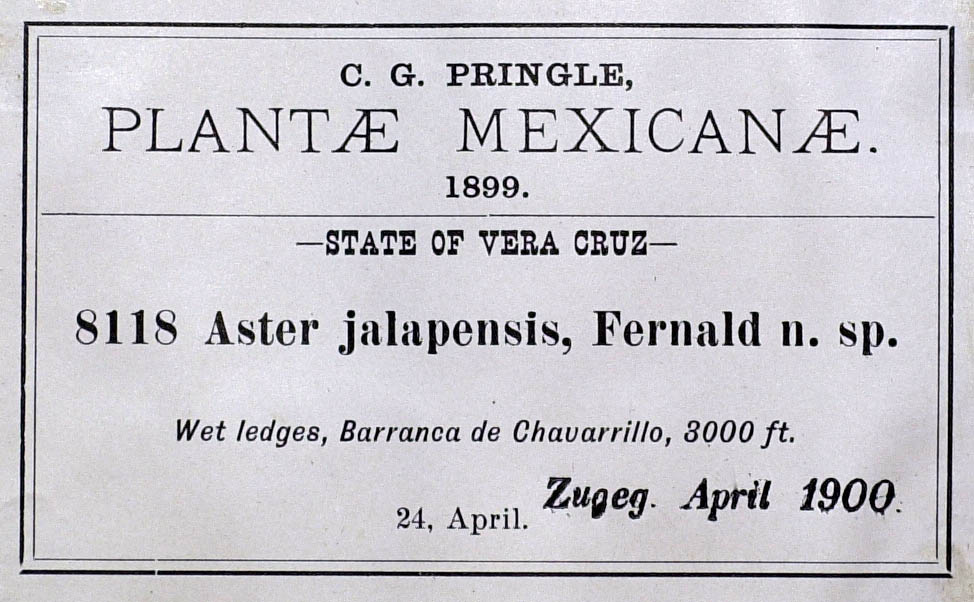 C. G. PRINGLE,
PLANTÆ MEXICANÆ.
1899.
—STATE OF VERA CRUZ—
8118 Aster jalapensis, Fernald n. sp.
Wet ledges, Barranca de Chavarrillo, 3000 ft.
24, April. Zugeg. April 1900.